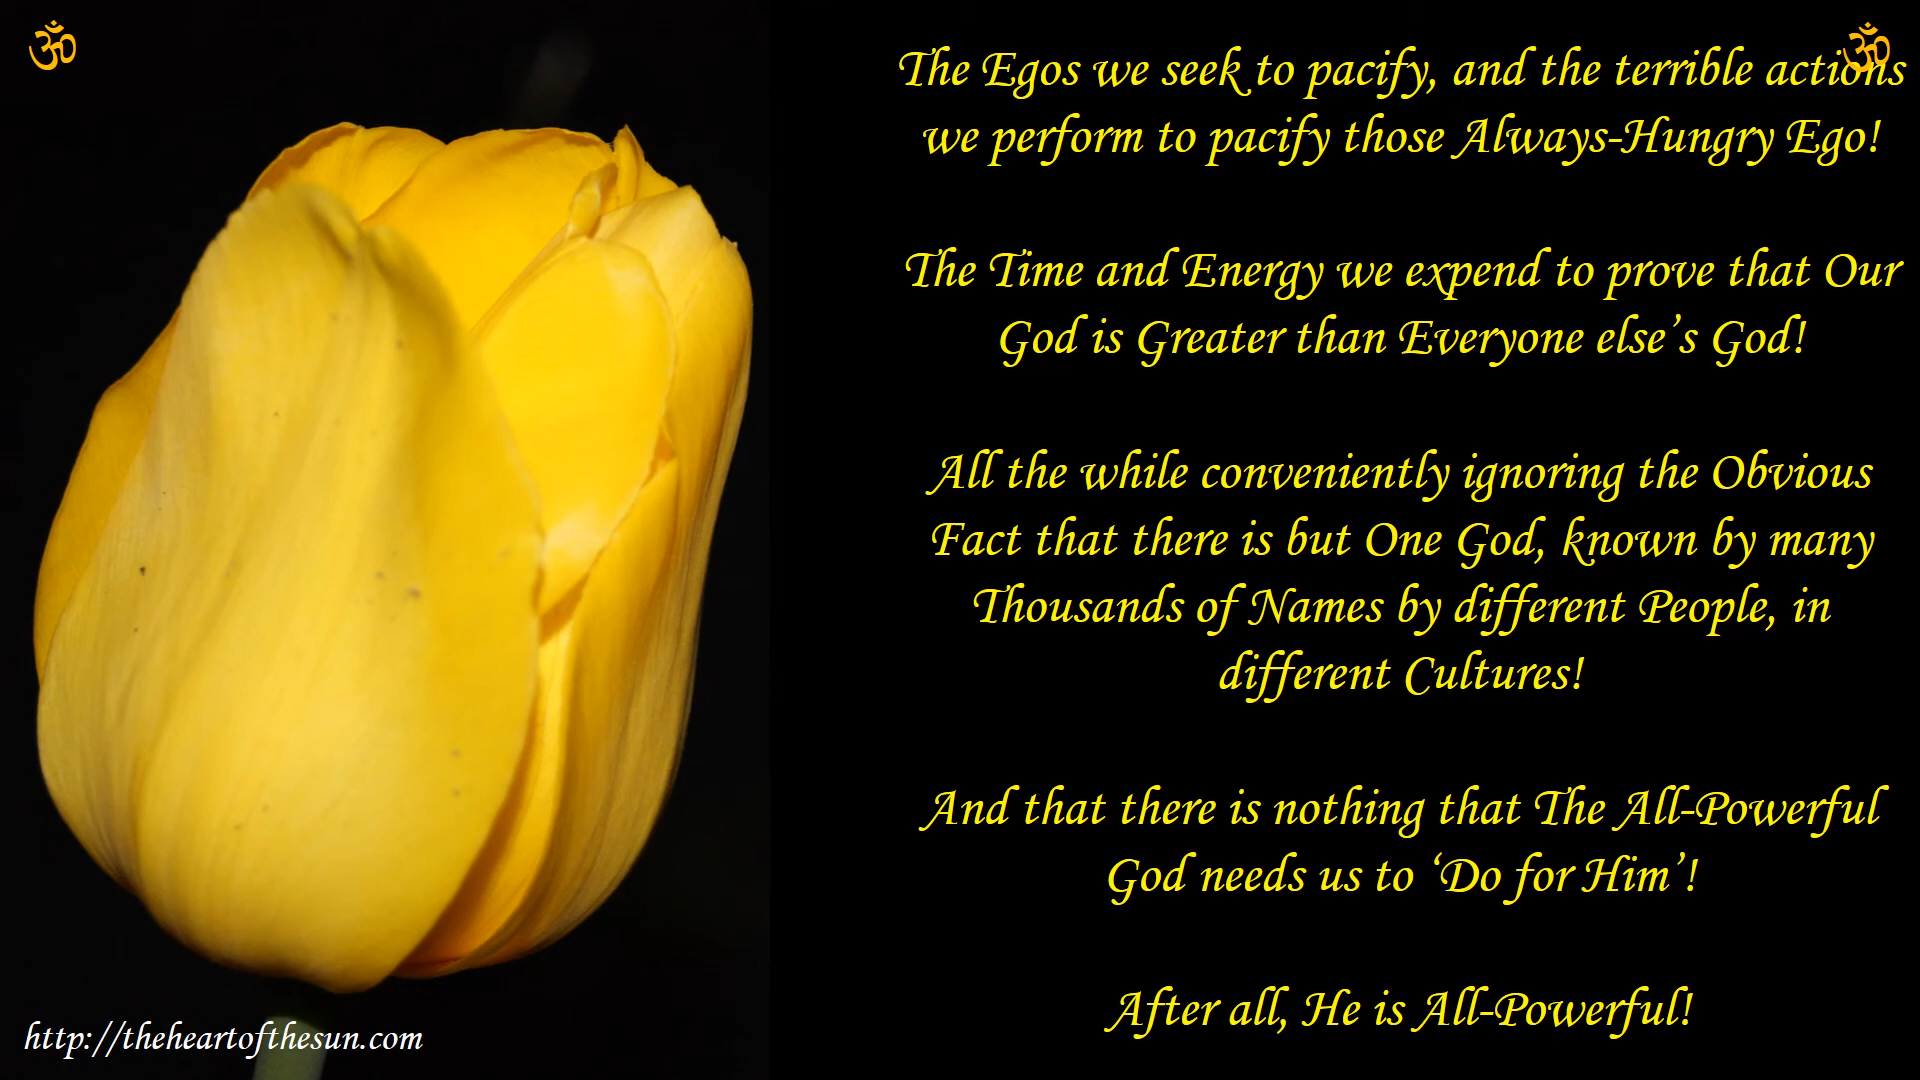 ॐ
ॐ
The Egos we seek to pacify, and the terrible actions
we perform to pacify those Always-Hungry Ego!
The Time and Energy we expend to prove that Our
God is Greater than Everyone else’s God!
All the while conveniently ignoring the Obvious
Fact that there is but One God, known by many
Thousands of Names by different People, in
different Cultures!
And that there is nothing that The All-Powerful
God needs us to ‘Do for Him’!
After all, He is All-Powerful!
http://theheartofthesun.com